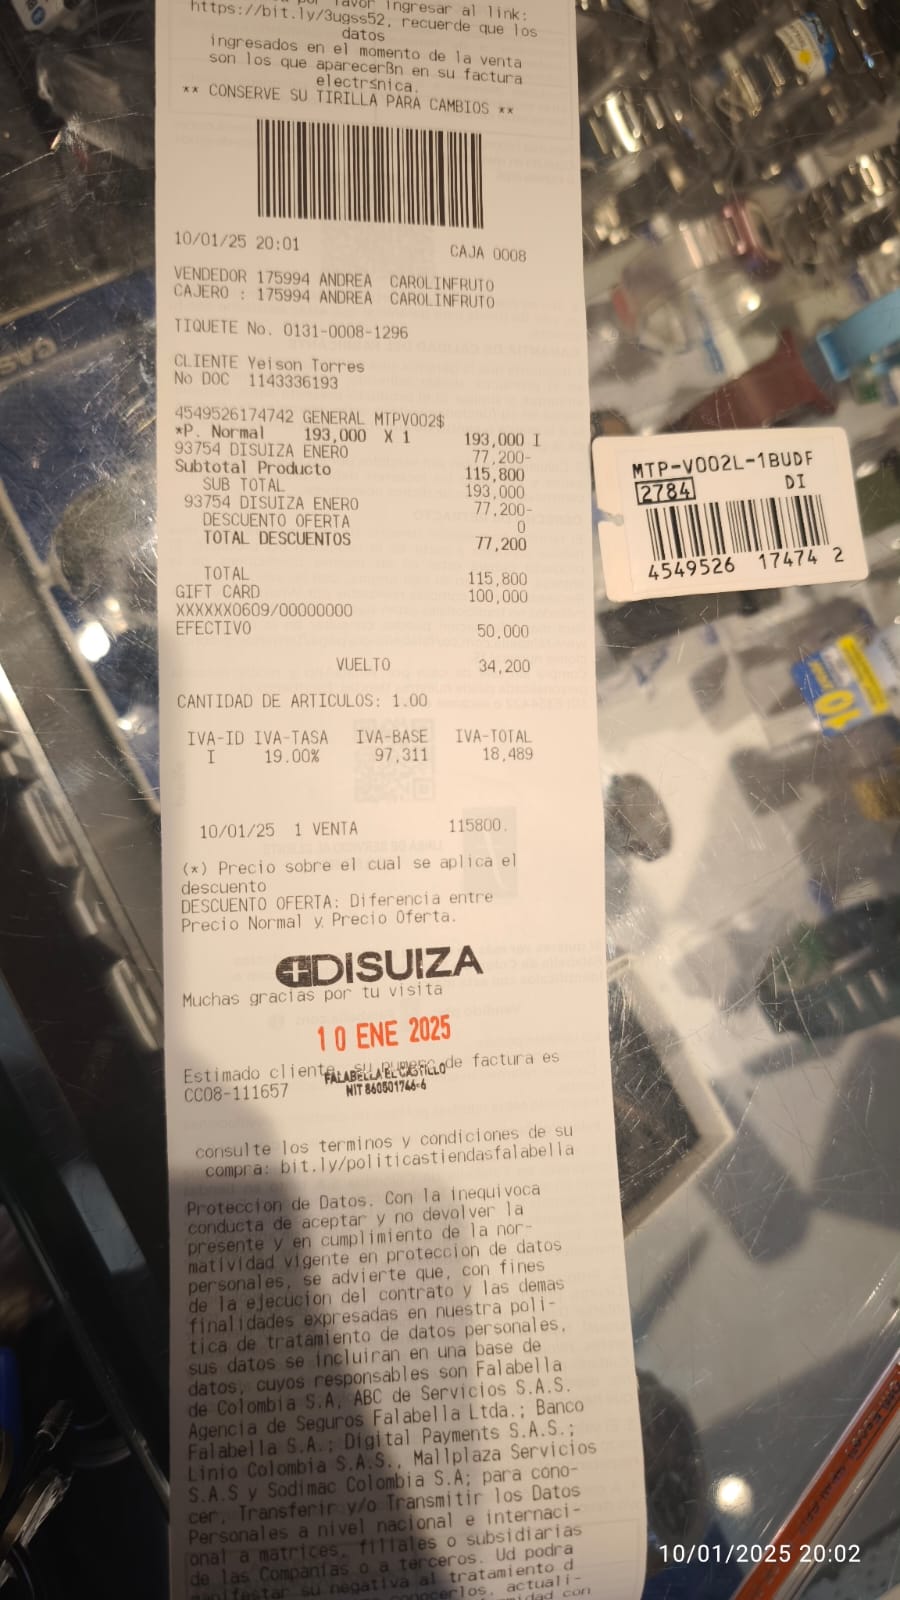 favor ingresar al link:
https://bit.ly/3ugss52, recuerde que los
datos
ingresados en el momento de la venta
son los que aparecerßn en su factura
electrśnica.
** CONSERVE SU TIRILLA PARA CAMBIOS **
10/01/25 20:01 CAJA 0008
VENDEDOR 175994 ANDREA CAROLINFRUTO
CAJERO : 175994 ANDREA CAROLINFRUTO
TIQUETE No. 0131-0008-1296
CLIENTE Yeison Torres
No DOC 1143336193
4549526174742 GENERAL MTPV002$
*P. Normal 193,000 X 1 193,000 I
93754 DISUIZA ENERO 77,200-
Subtotal Producto 115,800
SUB TOTAL 193,000
93754 DISUIZA ENERO 77,200-
DESCUENTO OFERTA 0
TOTAL DESCUENTOS 77,200
TOTAL 115,800
GIFT CARD 100,000
XXXXXX0609/00000000
EFECTIVO 50,000
VUELTO 34,200
CANTIDAD DE ARTICULOS: 1.00
IVA-ID IVA-TASA IVA-BASE IVA-TOTAL
I 19.00% 97,311 18,489
10/01/25 1 VENTA 115800.
(*) Precio sobre el cual se aplica el
descuento
DESCUENTO OFERTA: Diferencia entre
Precio Normal y Precio Oferta.
DISUIZA
Muchas gracias por tu visita
10 ENE 2025
Estimado cliente, su numero de factura es
FALABELLA EL CASTILLO
CC08-111657
NIT 860501746-6
consulte los terminos y condiciones de su
compra: bit.ly/politicastiendasfalabella
Proteccion de Datos. Con la inequivoca
conducta de aceptar y no devolver la
presente y en cumplimiento de la nor-
matividad vigente en proteccion de datos
personales, se advierte que, con fines
de la ejecucion del contrato y las demas
finalidades expresadas en nuestra poli-
tica de tratamiento de datos personales,
sus datos se incluiran en una base de
datos, cuyos responsables son Falabella
de Colombia S.A, ABC de Servicios S.A.S.
Agencia de Seguros Falabella Ltda.; Banco
Falabella S.A.; Digital Payments S.A.S.;
Linio Colombia S.A.S., Mallplaza Servicios
S.A.S y Sodimac Colombia S.A; para cono-
cer, Transferir y/o Transmitir los Datos
Personales a nivel nacional e internaci-
onal a matrices, filiales o subsidiarias
de las Companias o a terceros. Ud podra
manifestar su negativa al tratamiento d
conocerlos, actuali-
con
MTP-V002L-1BUDF
2784 DI
4549526 17474 2
10
10/01/2025 20:02